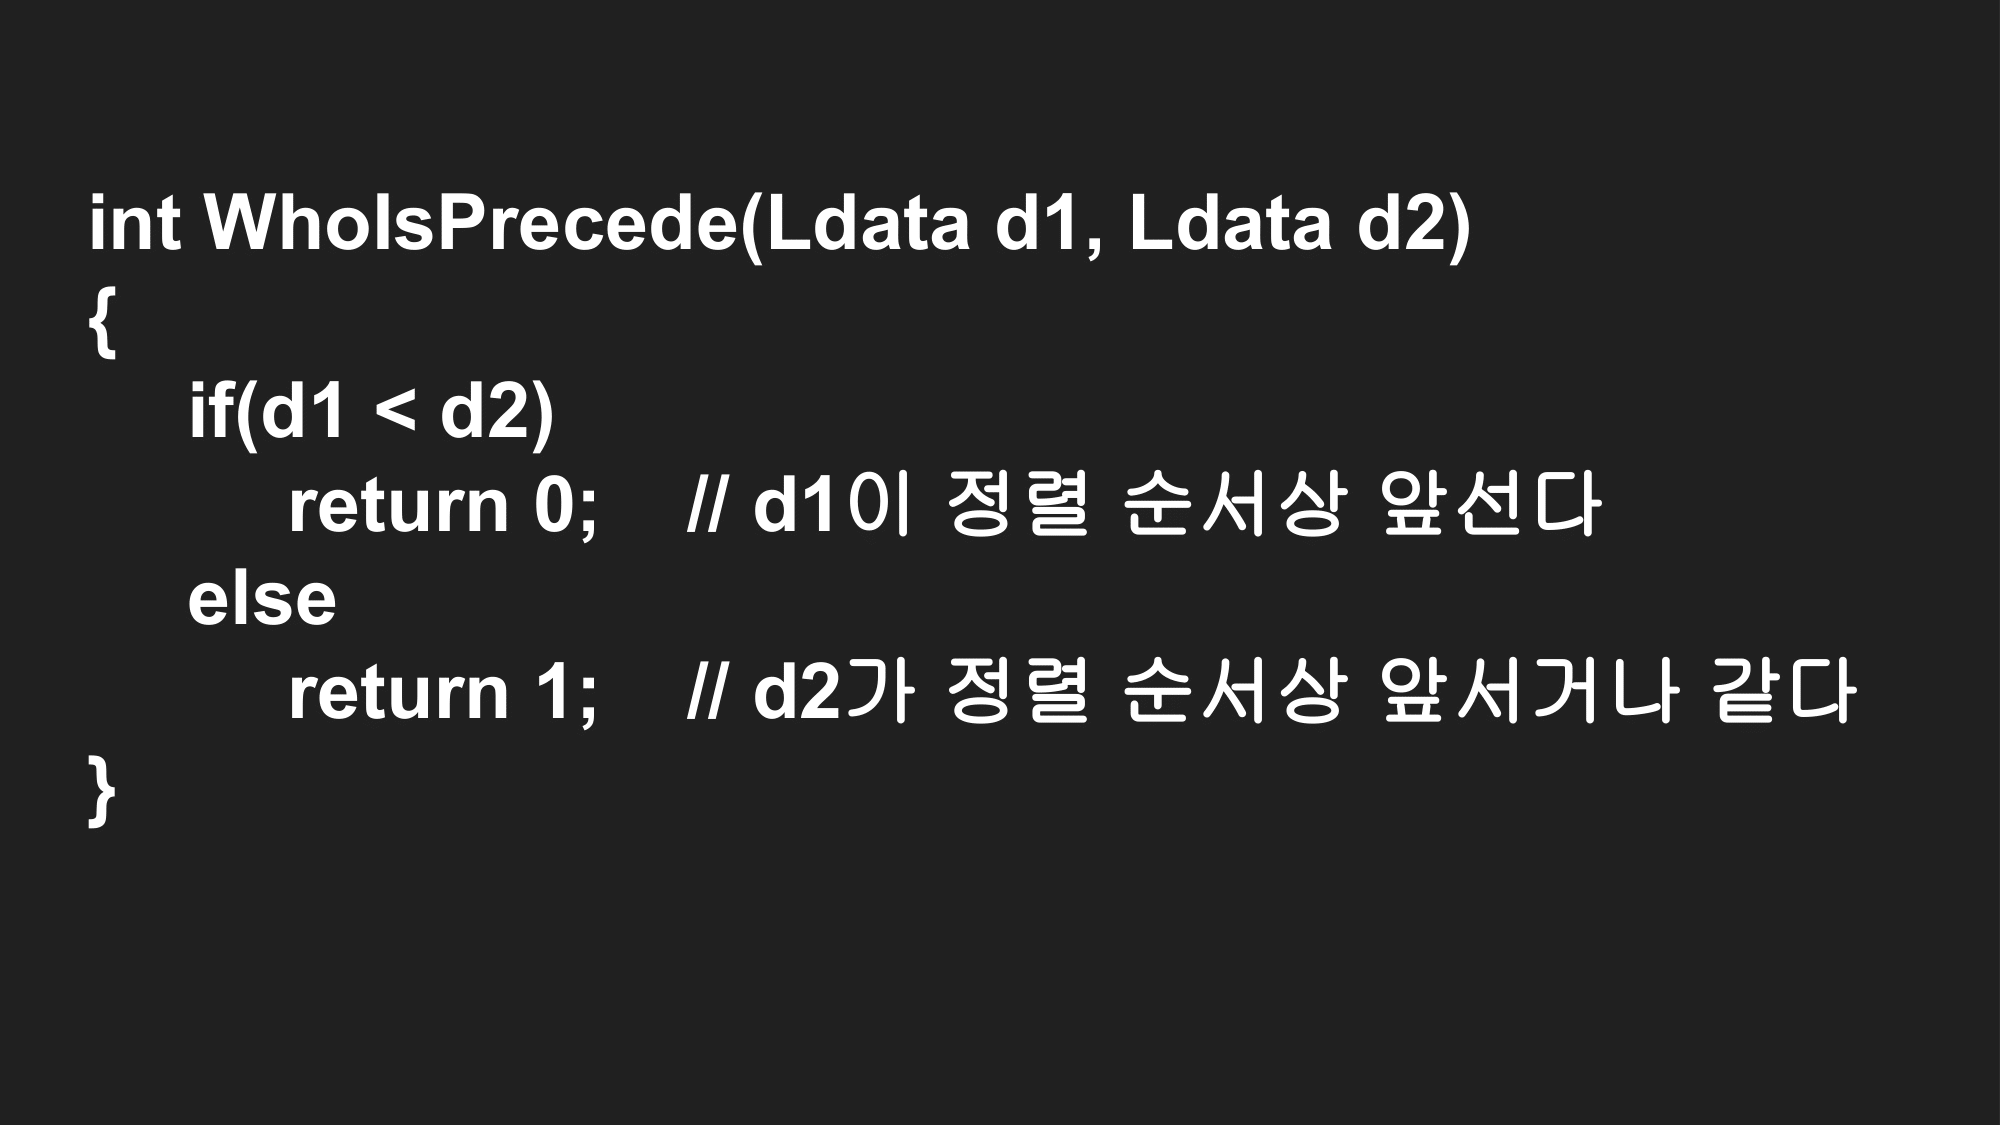 int WhoIsPrecede(Ldata d1, Ldata d2)
{
if(d1 < d2)
return 0; // d1이 정렬 순서상 앞선다
else
return 1; // d2가 정렬 순서상 앞서거나 같다
}